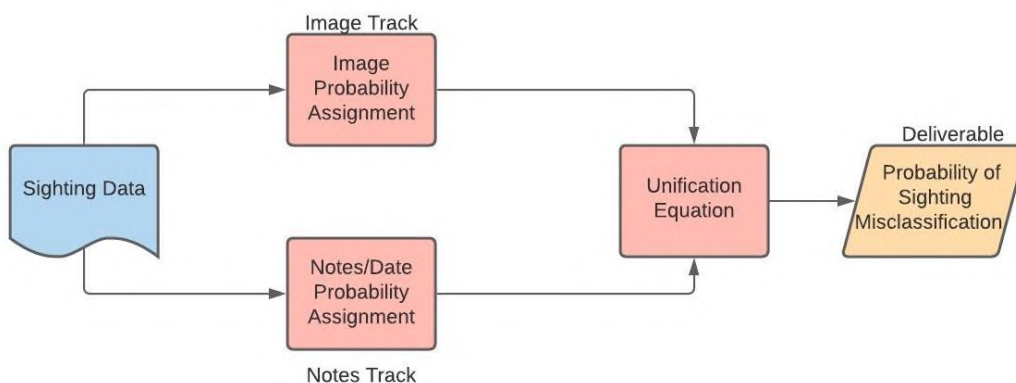 Image Track
Image
Probability
Assignment
Sighting Data
Notes/Date
Probability
Assignment
Notes Track
Unification
Equation
Deliverable
Probability of
Sighting
Misclassification